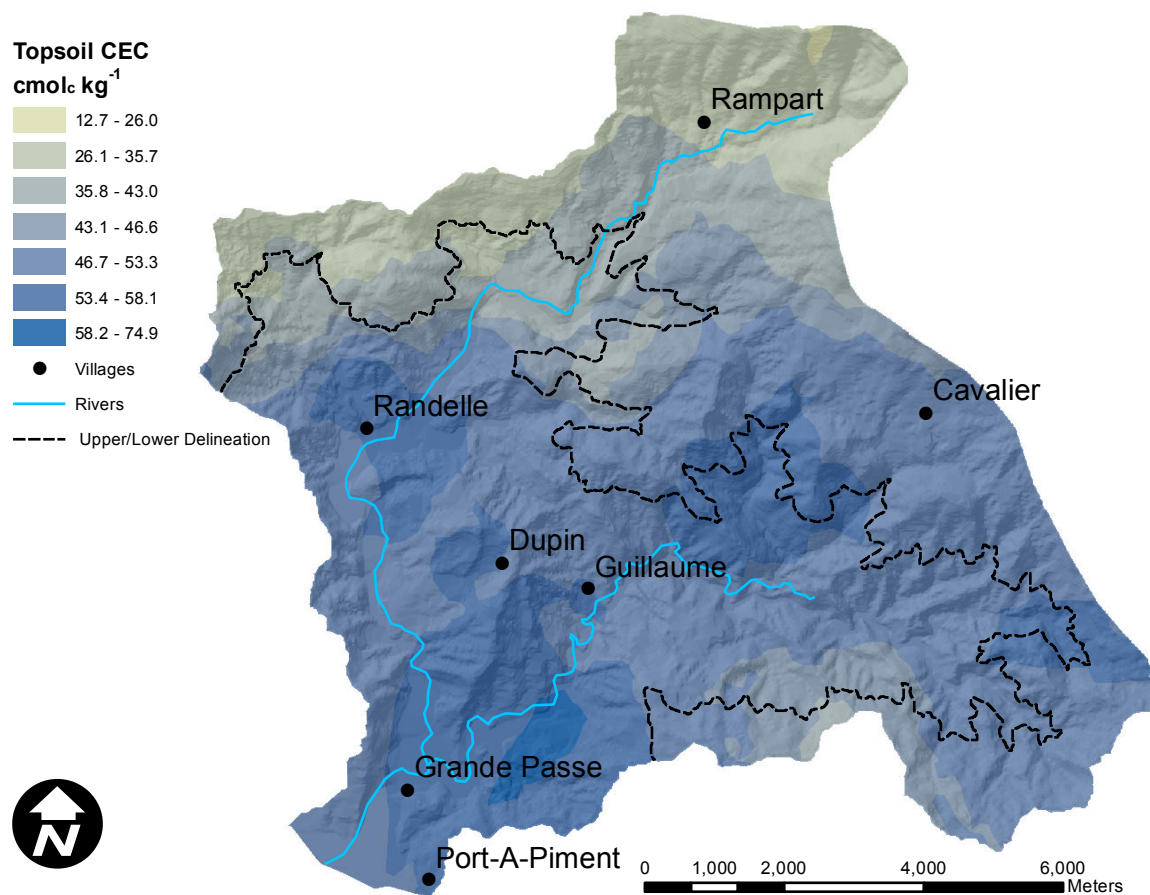 Topsoil CEC
cmolc kg-1
12.7 - 26.0
26.1 - 35.7
35.8 - 43.0
43.1 - 46.6
46.7 - 53.3
53.4 - 58.1
58.2 - 74.9
Villages
Rivers
Upper/Lower Delineation
Rampart
Cavalier
Randelle
Dupin
Guillaume
Grande Passe
Port-A-Piment
N
0 1,000 2,000 4,000 6,000
Meters